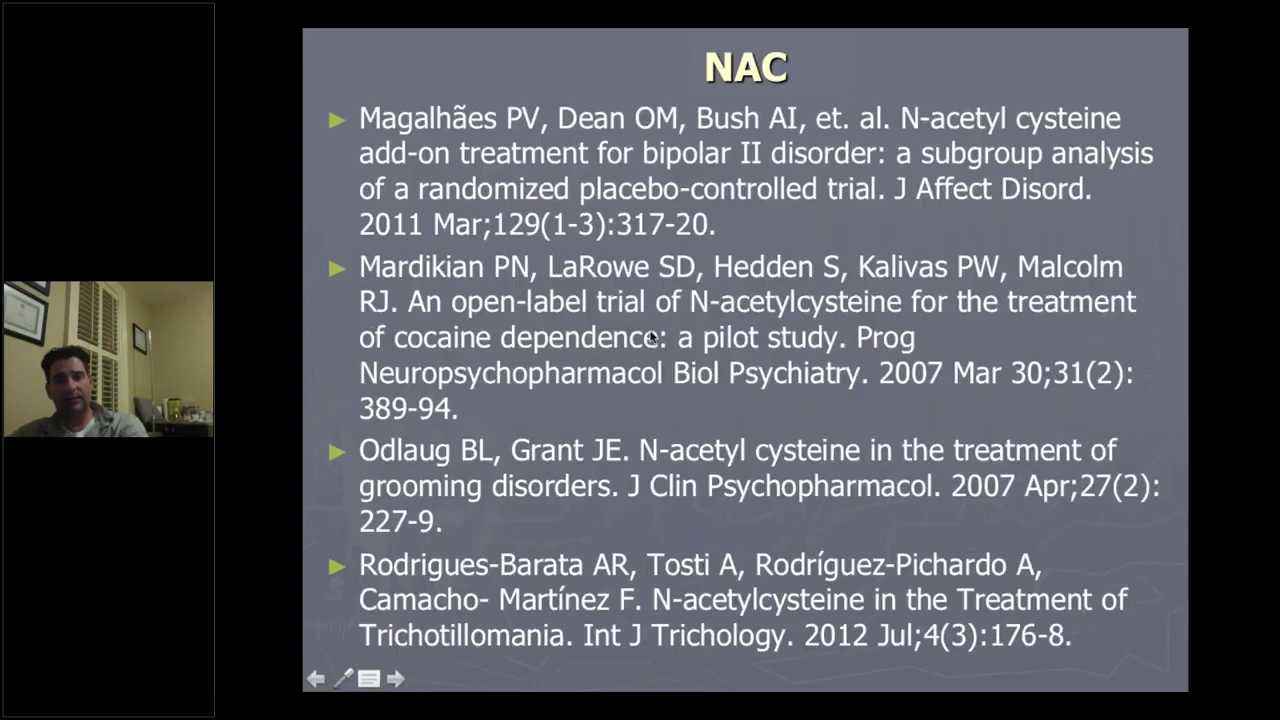 NAC
Magalhães PV, Dean OM, Bush AI, et. al. N-acetyl cysteine
add-on treatment for bipolar II disorder: a subgroup analysis
of a randomized placebo-controlled trial. J Affect Disord.
2011 Mar;129(1-3):317-20.
Mardikian PN, LaRowe SD, Hedden S, Kalivas PW, Malcolm
RJ. An open-label trial of N-acetylcysteine for the treatment
of cocaine dependence: a pilot study. Prog
Neuropsychopharmacol Biol Psychiatry. 2007 Mar 30;31(2):
389-94.
Odlaug BL, Grant JE. N-acetyl cysteine in the treatment of
grooming disorders. J Clin Psychopharmacol. 2007 Apr;27(2):
227-9.
Rodrigues-Barata AR, Tosti A, Rodríguez-Pichardo A,
Camacho- Martínez F. N-acetylcysteine in the Treatment of
Trichotillomania. Int J Trichology. 2012 Jul;4(3):176-8.